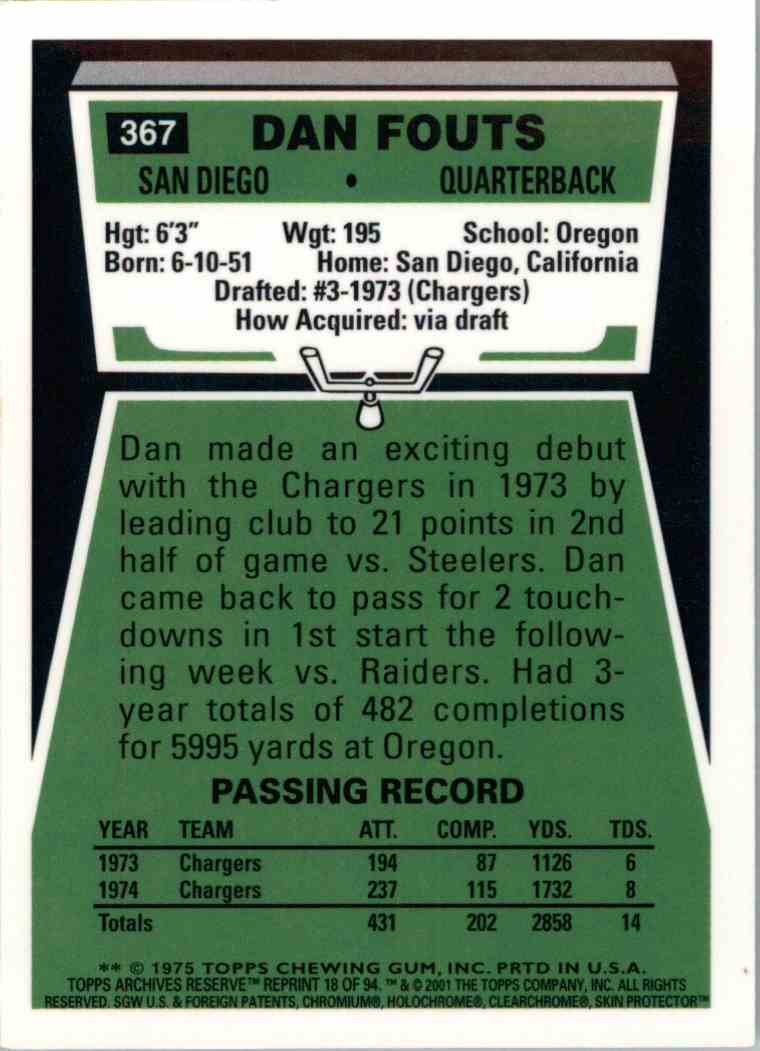 367 DAN FOUTS
SAN DIEGO • QUARTERBACK
Hgt: 6'3" Wgt: 195 School: Oregon
Born: 6-10-51 Home: San Diego, California
Drafted: #3-1973 (Chargers)
How Acquired: via draft
Dan made an exciting debut
with the Chargers in 1973 by
leading club to 21 points in 2nd
half of game vs. Steelers. Dan
came back to pass for 2 touch-
downs in 1st start the follow-
ing week vs. Raiders. Had 3-
year totals of 482 completions
for 5995 yards at Oregon.
PASSING RECORD
YEAR TEAM ATT. COMP. YDS. TDS.
1973 Chargers 194 87 1126 6
1974 Chargers 237 115 1732 8
Totals 431 202 2858 14
** © 1975 TOPPS CHEWING GUM, INC. PRTD IN U.S.A.
TOPPS ARCHIVES RESERVE™ REPRINT 18 OF 94. ™ & © 2001 THE TOPPS COMPANY, INC. ALL RIGHTS
RESERVED. SGW U.S. & FOREIGN PATENTS, CHROMIUM®, HOLOCHROME®, CLEARCHROME®, SKIN PROTECTOR™